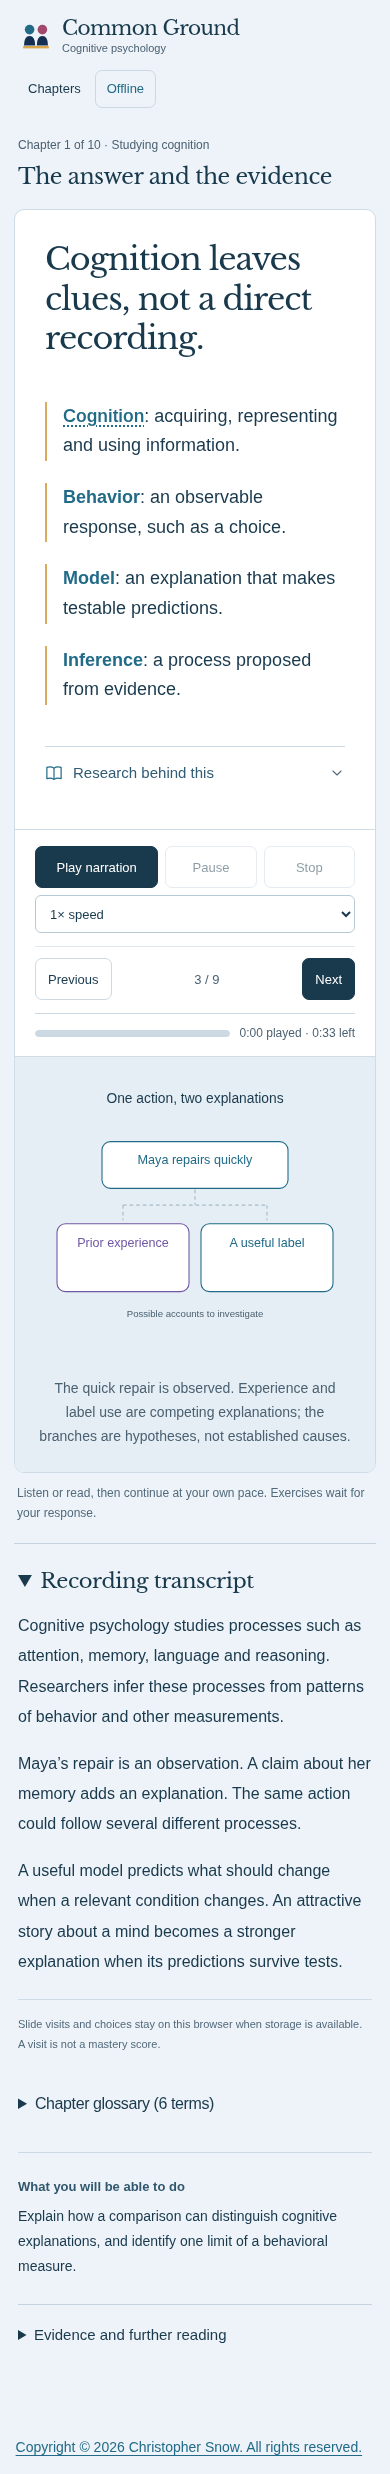 Common Ground
Cognitive psychology
Chapters
Offline
Chapter 1 of 10 · Studying cognition
The answer and the evidence
Cognition leaves
clues, not a direct
recording.
Cognition: acquiring, representing
and using information.
Behavior: an observable
response, such as a choice.
Model: an explanation that makes
testable predictions.
Inference: a process proposed
from evidence.
Research behind this
Play narration
Pause
Stop
1× speed
Previous
3 / 9
Next
0:00 played · 0:33 left
One action, two explanations
Maya repairs quickly
Prior experience
A useful label
Possible accounts to investigate
The quick repair is observed. Experience and
label use are competing explanations; the
branches are hypotheses, not established causes.
Listen or read, then continue at your own pace. Exercises wait for
your response.
Recording transcript
Cognitive psychology studies processes such as
attention, memory, language and reasoning.
Researchers infer these processes from patterns
of behavior and other measurements.
Maya’s repair is an observation. A claim about her
memory adds an explanation. The same action
could follow several different processes.
A useful model predicts what should change
when a relevant condition changes. An attractive
story about a mind becomes a stronger
explanation when its predictions survive tests.
Slide visits and choices stay on this browser when storage is available.
A visit is not a mastery score.
Chapter glossary (6 terms)
What you will be able to do
Explain how a comparison can distinguish cognitive
explanations, and identify one limit of a behavioral
measure.
Evidence and further reading
Copyright © 2026 Christopher Snow. All rights reserved.